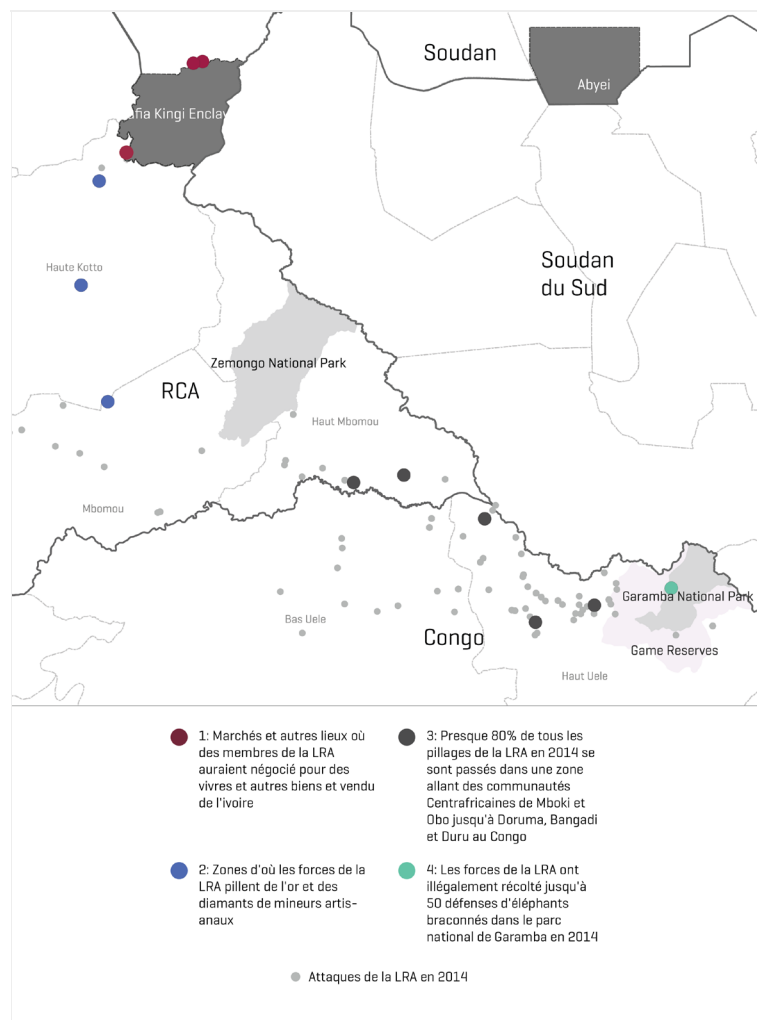 Soudan
Abyei
afia Kingi Enclav
Haute Kotto
Soudan
du Sud
Zemongo National Park
RCA
Haut Mbomou
Mbomou
Garamba National Park
Bas Uele
Congo
Game Reserves
Haut Uele
1: Marchés et autres lieux où
des membres de la LRA
auraient négocié pour des
vivres et autres biens et vendu
de l'ivoire
2: Zones d'où les forces de la
LRA pillent de l'or et des
diamants de mineurs artis-
anaux
3: Presque 80% de tous les
pillages de la LRA en 2014 se
sont passés dans une zone
allant des communautés
Centrafricaines de Mboki et
Obo jusqu'à Doruma, Bangadi
et Duru au Congo
4: Les forces de la LRA ont
illégalement récolté jusqu'à
50 défenses d'éléphants
braconnés dans le parc
national de Garamba en 2014
Attaques de la LRA en 2014